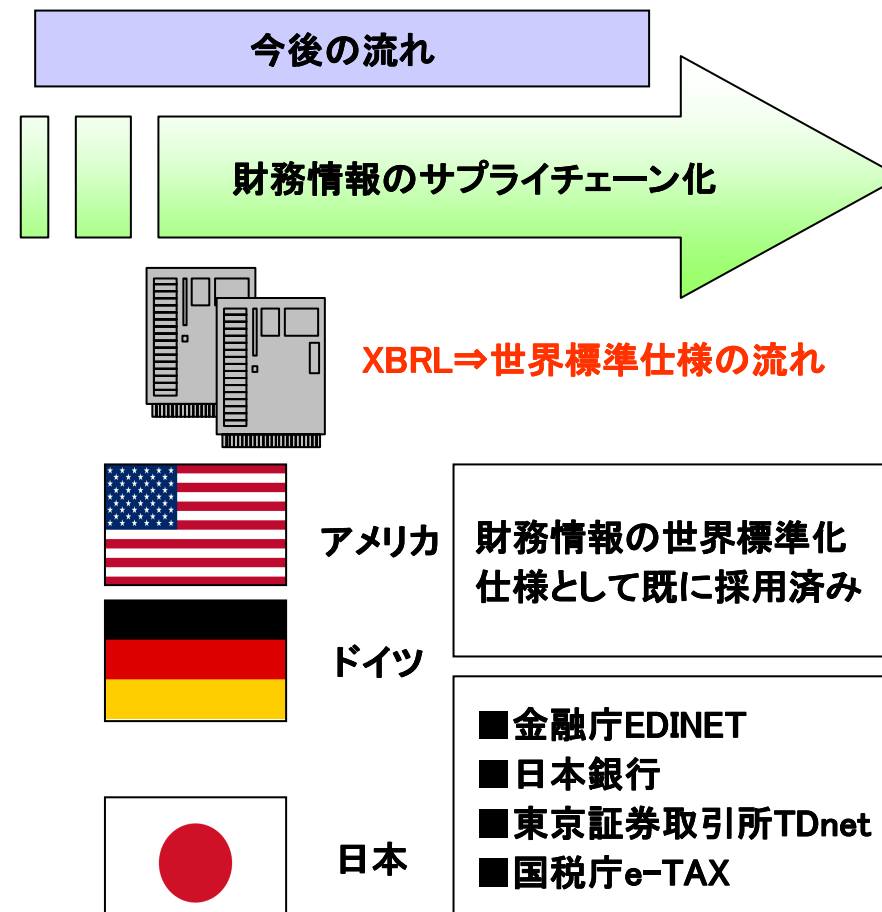 今後の流れ
財務情報のサプライチェーン化
XBRL⇒世界標準仕様の流れ
アメリカ
財務情報の世界標準化
仕様として既に採用済み
ドイツ
■金融庁EDINET
■日本銀行
■東京証券取引所TDnet
■国税庁e-TAX
日本